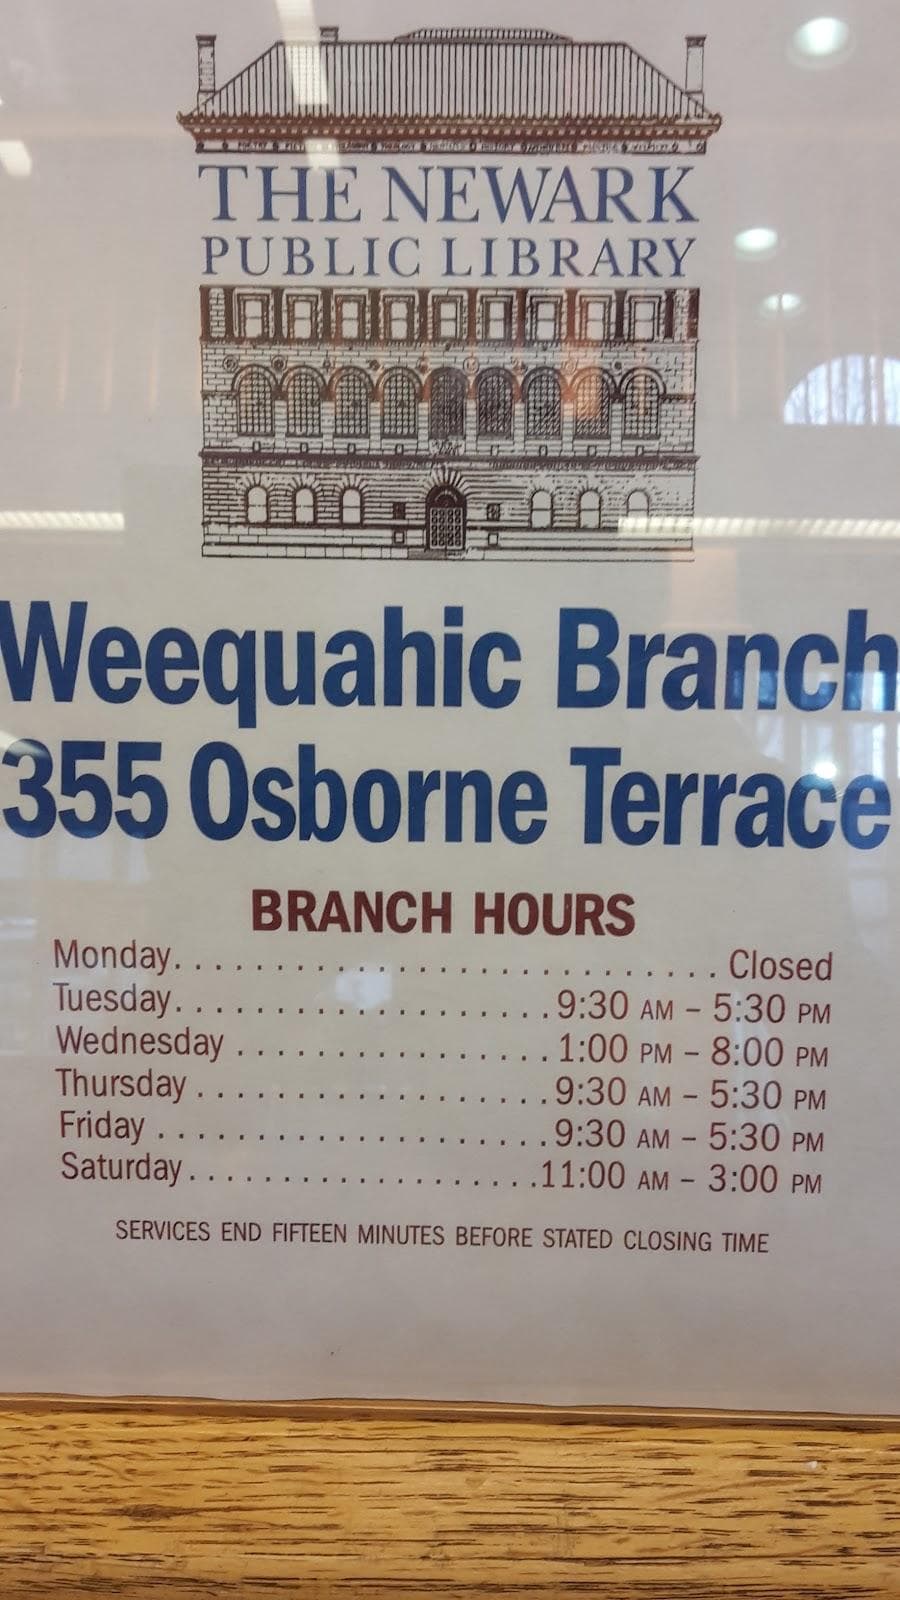 THE NEWARK
PUBLIC LIBRARY
Weequahic Branch
355 Osborne Terrace
BRANCH HOURS
Monday. . . . . . . . . . . . . . . . . . . . . . . . . . . . Closed
Tuesday. . . . . . . . . . . . . . . . . . . 9:30 AM – 5:30 PM
Wednesday . . . . . . . . . . . . . . . . 1:00 PM – 8:00 PM
Thursday . . . . . . . . . . . . . . . . . . 9:30 AM – 5:30 PM
Friday . . . . . . . . . . . . . . . . . . . . 9:30 AM – 5:30 PM
Saturday. . . . . . . . . . . . . . . . . . .11:00 AM – 3:00 PM
SERVICES END FIFTEEN MINUTES BEFORE STATED CLOSING TIME